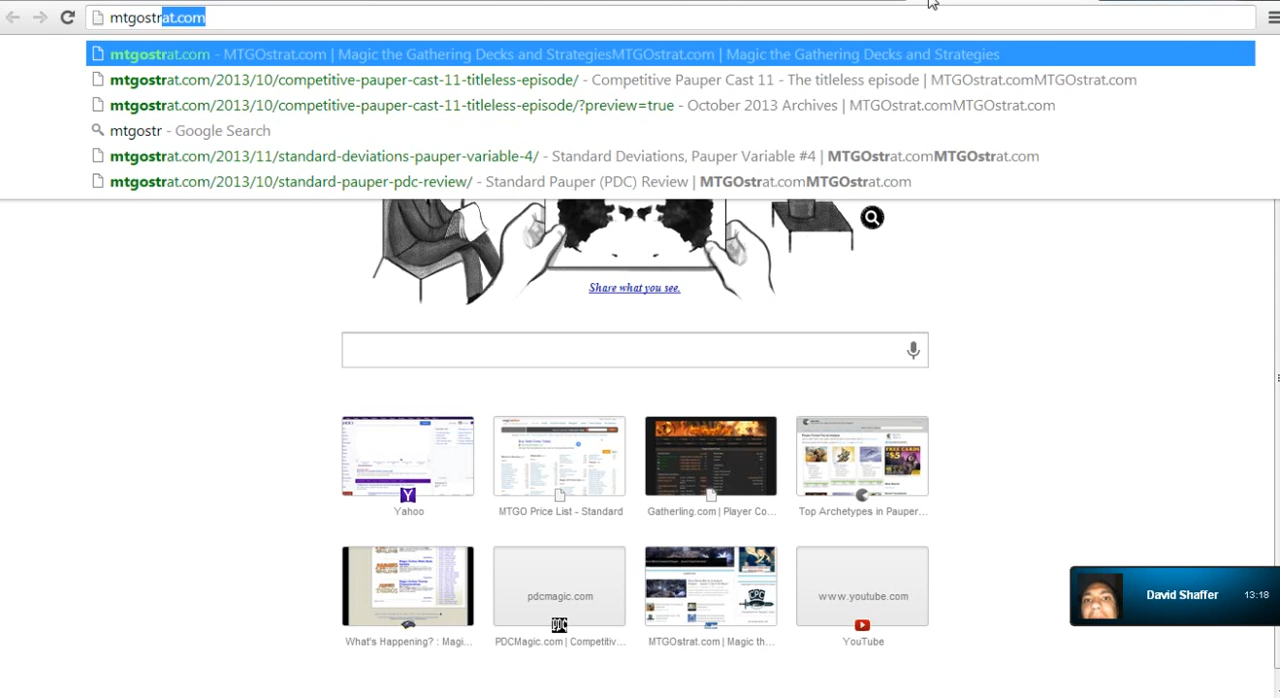 mtgostrat.com
mtgostrat.com - MTGOstrat.com | Magic the Gathering Decks and StrategiesMTGOstrat.com | Magic the Gathering Decks and Strategies
mtgostrat.com/2013/10/competitive-pauper-cast-11-titleless-episode/ - Competitive Pauper Cast 11 - The titleless episode | MTGOstrat.comMTGOstrat.com
mtgostrat.com/2013/10/competitive-pauper-cast-11-titleless-episode/?preview=true - October 2013 Archives | MTGOstrat.comMTGOstrat.com
mtgostr - Google Search
mtgostrat.com/2013/11/standard-deviations-pauper-variable-4/ - Standard Deviations, Pauper Variable #4 | MTGOstrat.comMTGOstrat.com
mtgostrat.com/2013/10/standard-pauper-pdc-review/ - Standard Pauper (PDC) Review | MTGOstrat.comMTGOstrat.com
Share what you see.
Yahoo
MTGO Price List - Standard
Gatherling.com | Player Co...
Top Archetypes in Pauper...
David Shaffer 13:18
pdcmagic.com
www.youtube.com
What's Happening? : Magi...
PDCMagic.com | Competitiv...
MTGOstrat.com | Magic th...
YouTube